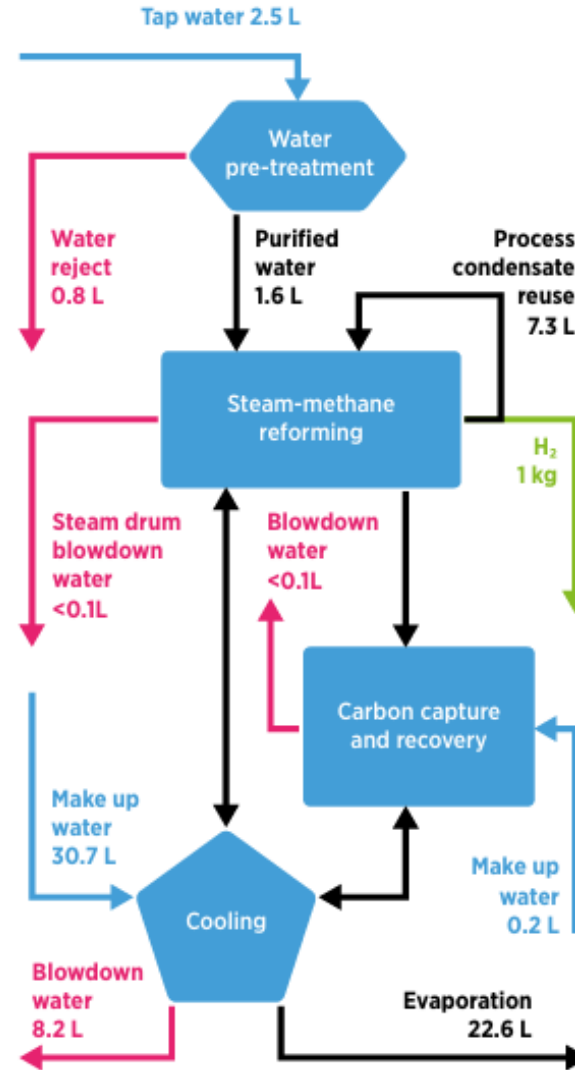 Tap water 2.5 L
Water
pre-treatment
Water
reject
0.8 L
Purified
water
1.6 L
Process
condensate
reuse
7.3 L
Steam-methane
reforming
H₂
1 kg
Steam drum
blowdown
water
<0.1L
Blowdown
water
<0.1L
Carbon capture
and recovery
Make up
water
30.7 L
Cooling
Make up
water
0.2 L
Blowdown
water
8.2 L
Evaporation
22.6 L